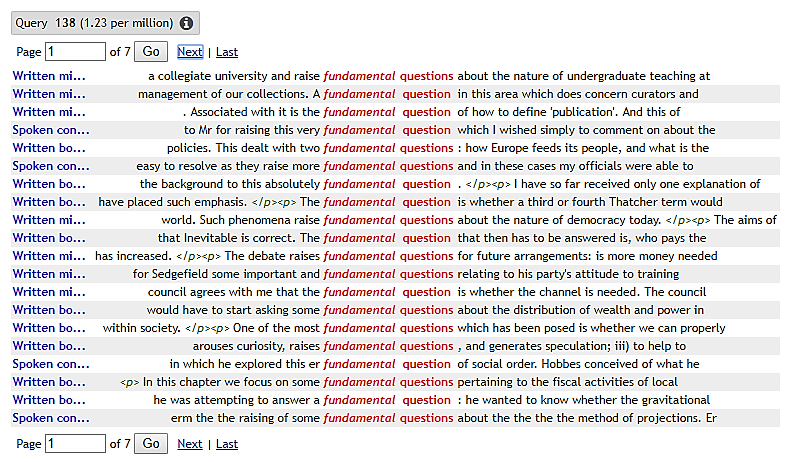 Query 138 (1.23 per million)
Page 1 of 7 Go Next | Last
Written mi... a collegiate university and raise fundamental questions about the nature of undergraduate teaching at
Written mi... management of our collections. A fundamental question in this area which does concern curators and
Written mi... . Associated with it is the fundamental question of how to define 'publication'. And this of
Spoken con... to Mr for raising this very fundamental question which I wished simply to comment on about the
Written bo... policies. This dealt with two fundamental questions : how Europe feeds its people, and what is the
Spoken con... easy to resolve as they raise more fundamental questions and in these cases my officials were able to
Written bo... the background to this absolutely fundamental question . </p><p> I have so far received only one explanation of
Written bo... have placed such emphasis. </p><p> The fundamental question is whether a third or fourth Thatcher term would
Written mi... world. Such phenomena raise fundamental questions about the nature of democracy today. </p><p> The aims of
Written bo... that Inevitable is correct. The fundamental question that then has to be answered is, who pays the
Written mi... has increased. </p><p> The debate raises fundamental questions for future arrangements: is more money needed
Written mi... for Sedgefield some important and fundamental questions relating to his party's attitude to training
Written mi... council agrees with me that the fundamental question is whether the channel is needed. The council
Written bo... would have to start asking some fundamental questions about the distribution of wealth and power in
Written bo... within society. </p><p> One of the most fundamental questions which has been posed is whether we can properly
Written bo... arouses curiosity, raises fundamental questions , and generates speculation; iii) to help to
Spoken con... in which he explored this er fundamental question of social order. Hobbes conceived of what he
Written bo... <p> In this chapter we focus on some fundamental questions pertaining to the fiscal activities of local
Written bo... he was attempting to answer a fundamental question : he wanted to know whether the gravitational
Spoken con... erm the the raising of some fundamental questions about the the the the method of projections. Er
Page 1 of 7 Go Next | Last